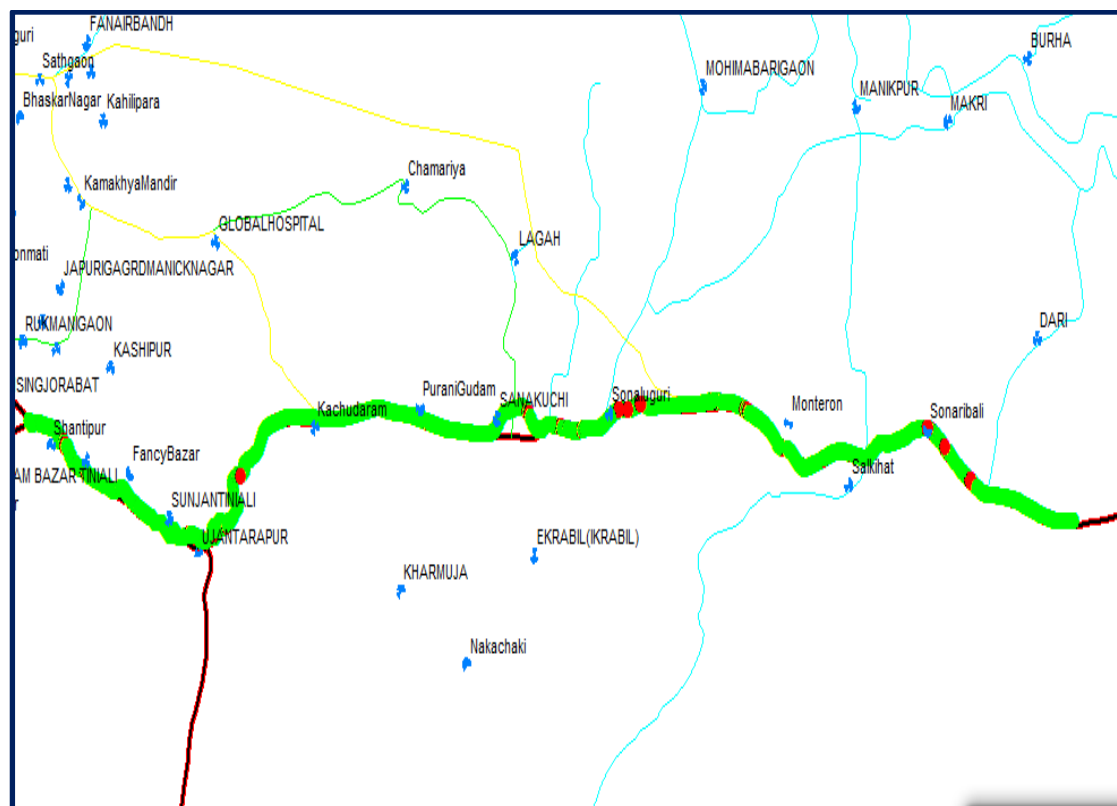 FANAIRBANDH
guri
Sathgaon
BURHA
MOHIMABARIGAON
MANIKPUR
BhaskarNagar
Kahilipara
MAKRI
KamakhyaMandir
Chamariya
GLOBALHOSPITAL
LAGAH
onmati
JAPURIGAGRDMANICKNAGAR
RUKMANIGAON
KASHIPUR
DARI
SINGJORABAT
PuraniGudam
SANAKUCHI
Sonaluguri
Kachudaram
Monteron
Sonaribali
Shantipur
FancyBazar
AM BAZAR TINIALI
Salkihat
SUNJANTINIALI
UJANTARAPUR
EKRABIL(IKRABIL)
KHARMUJA
Nakachaki